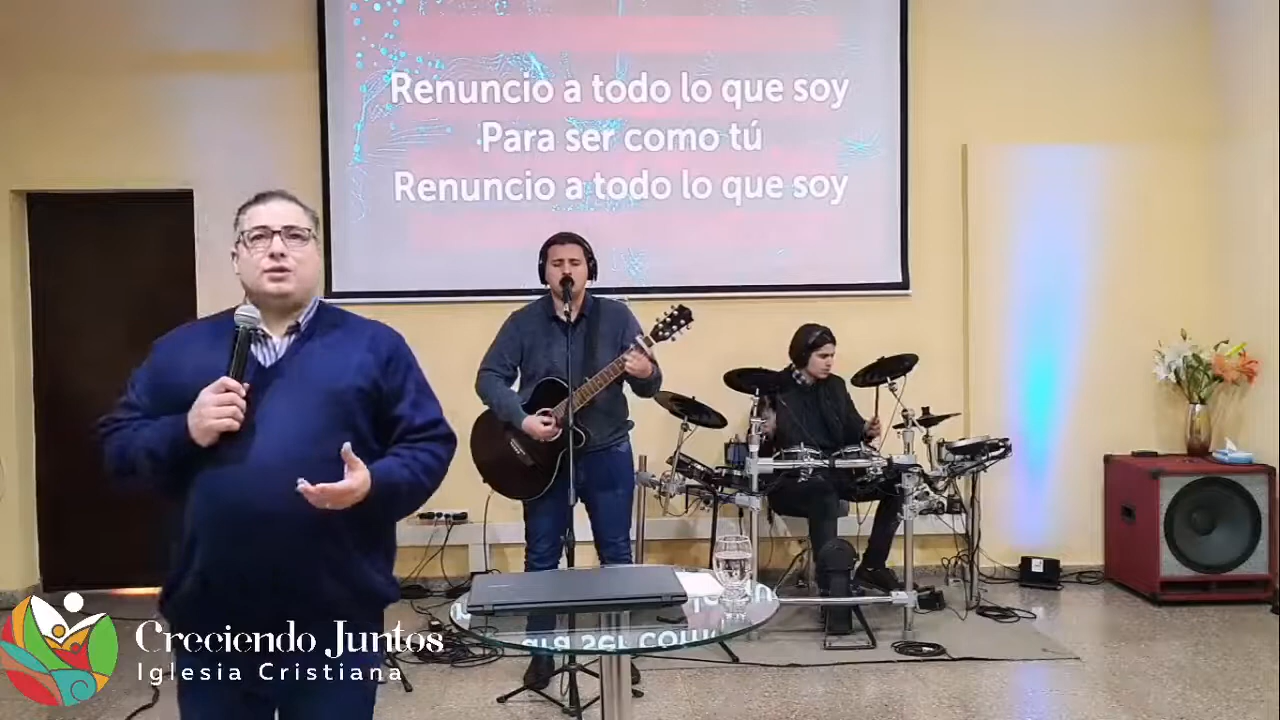 Renuncio a todo lo que soy
Para ser como tú
Renuncio a todo lo que soy
Creciendo Juntos
Iglesia Cristiana